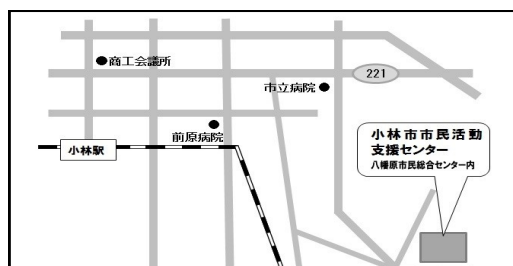 商工会議所
221
市立病院
前原病院
小林駅
小林市市民活動
支援センター
八幡原市民総合センター内